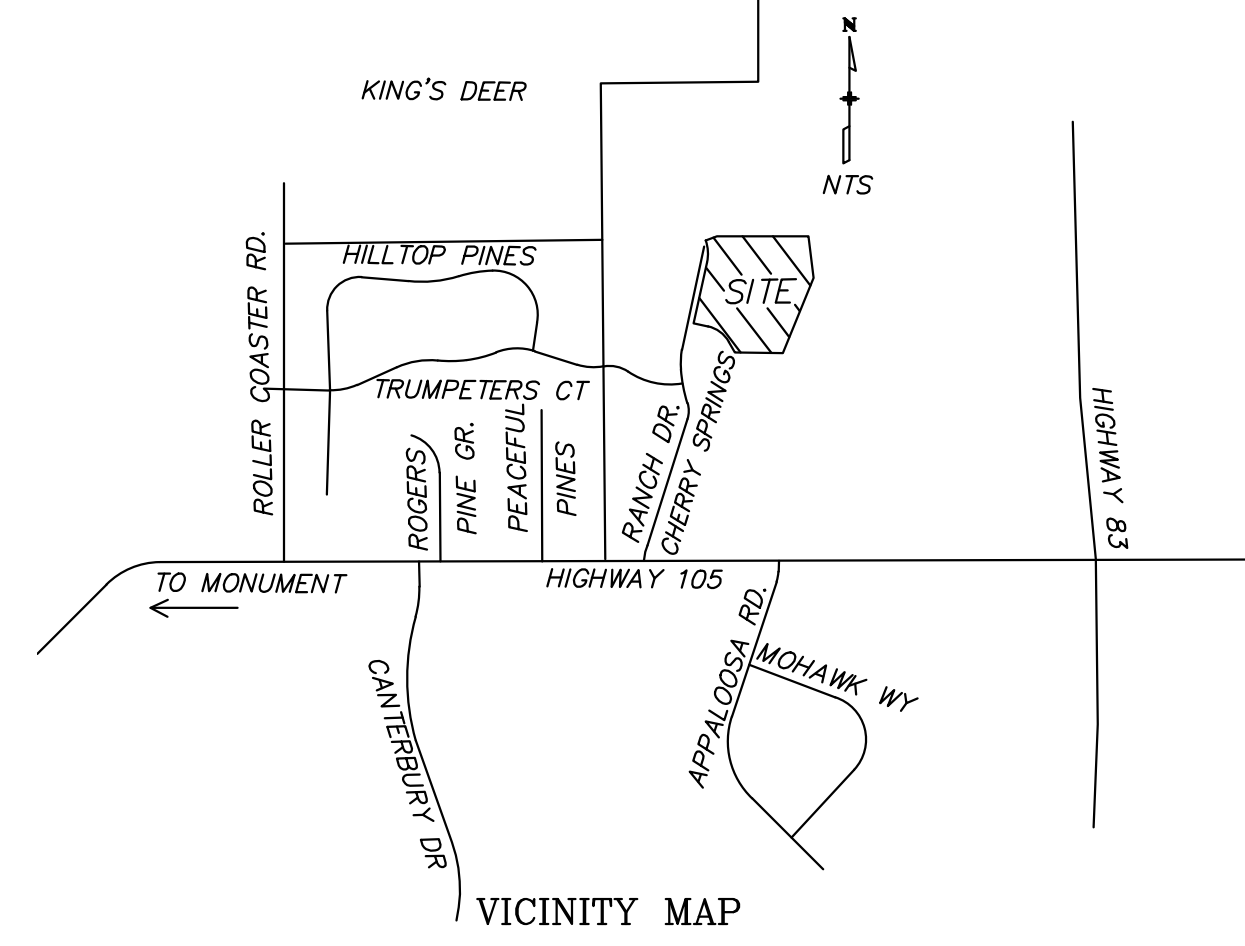 N
KING'S DEER
NTS
HILLTOP PINES
ROLLER COASTER RD.
SITE
TRUMPETERS CT
ROGERS
PINE GR.
PEACEFUL
PINES
RANCH DR.
CHERRY SPRINGS
HIGHWAY 83
TO MONUMENT
HIGHWAY 105
APPALOOSA RD.
MOHAWK WY
CANTERBURY DR
VICINITY MAP